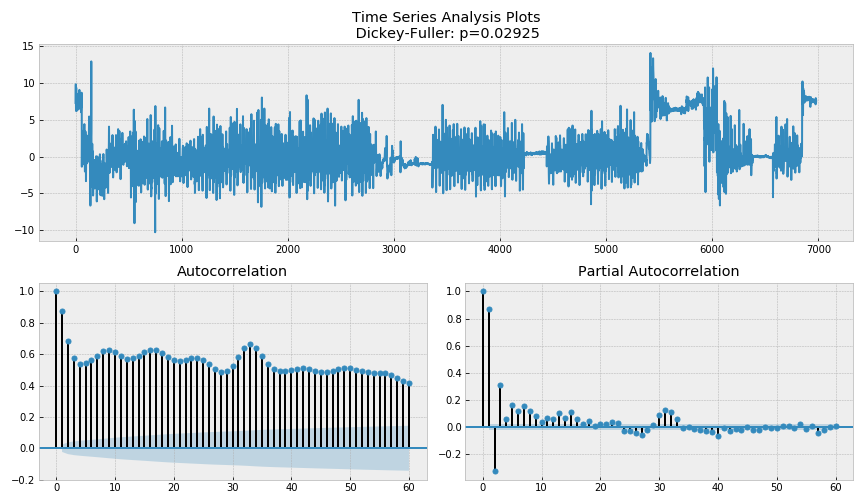 Time Series Analysis Plots
Dickey-Fuller: p=0.02925
15
10
5
0
−5
−10
0 1000 2000 3000 4000 5000 6000 7000
Autocorrelation
1.0
0.8
0.6
0.4
0.2
0.0
−0.2
0 10 20 30 40 50 60
Partial Autocorrelation
1.0
0.8
0.6
0.4
0.2
0.0
−0.2
0 10 20 30 40 50 60